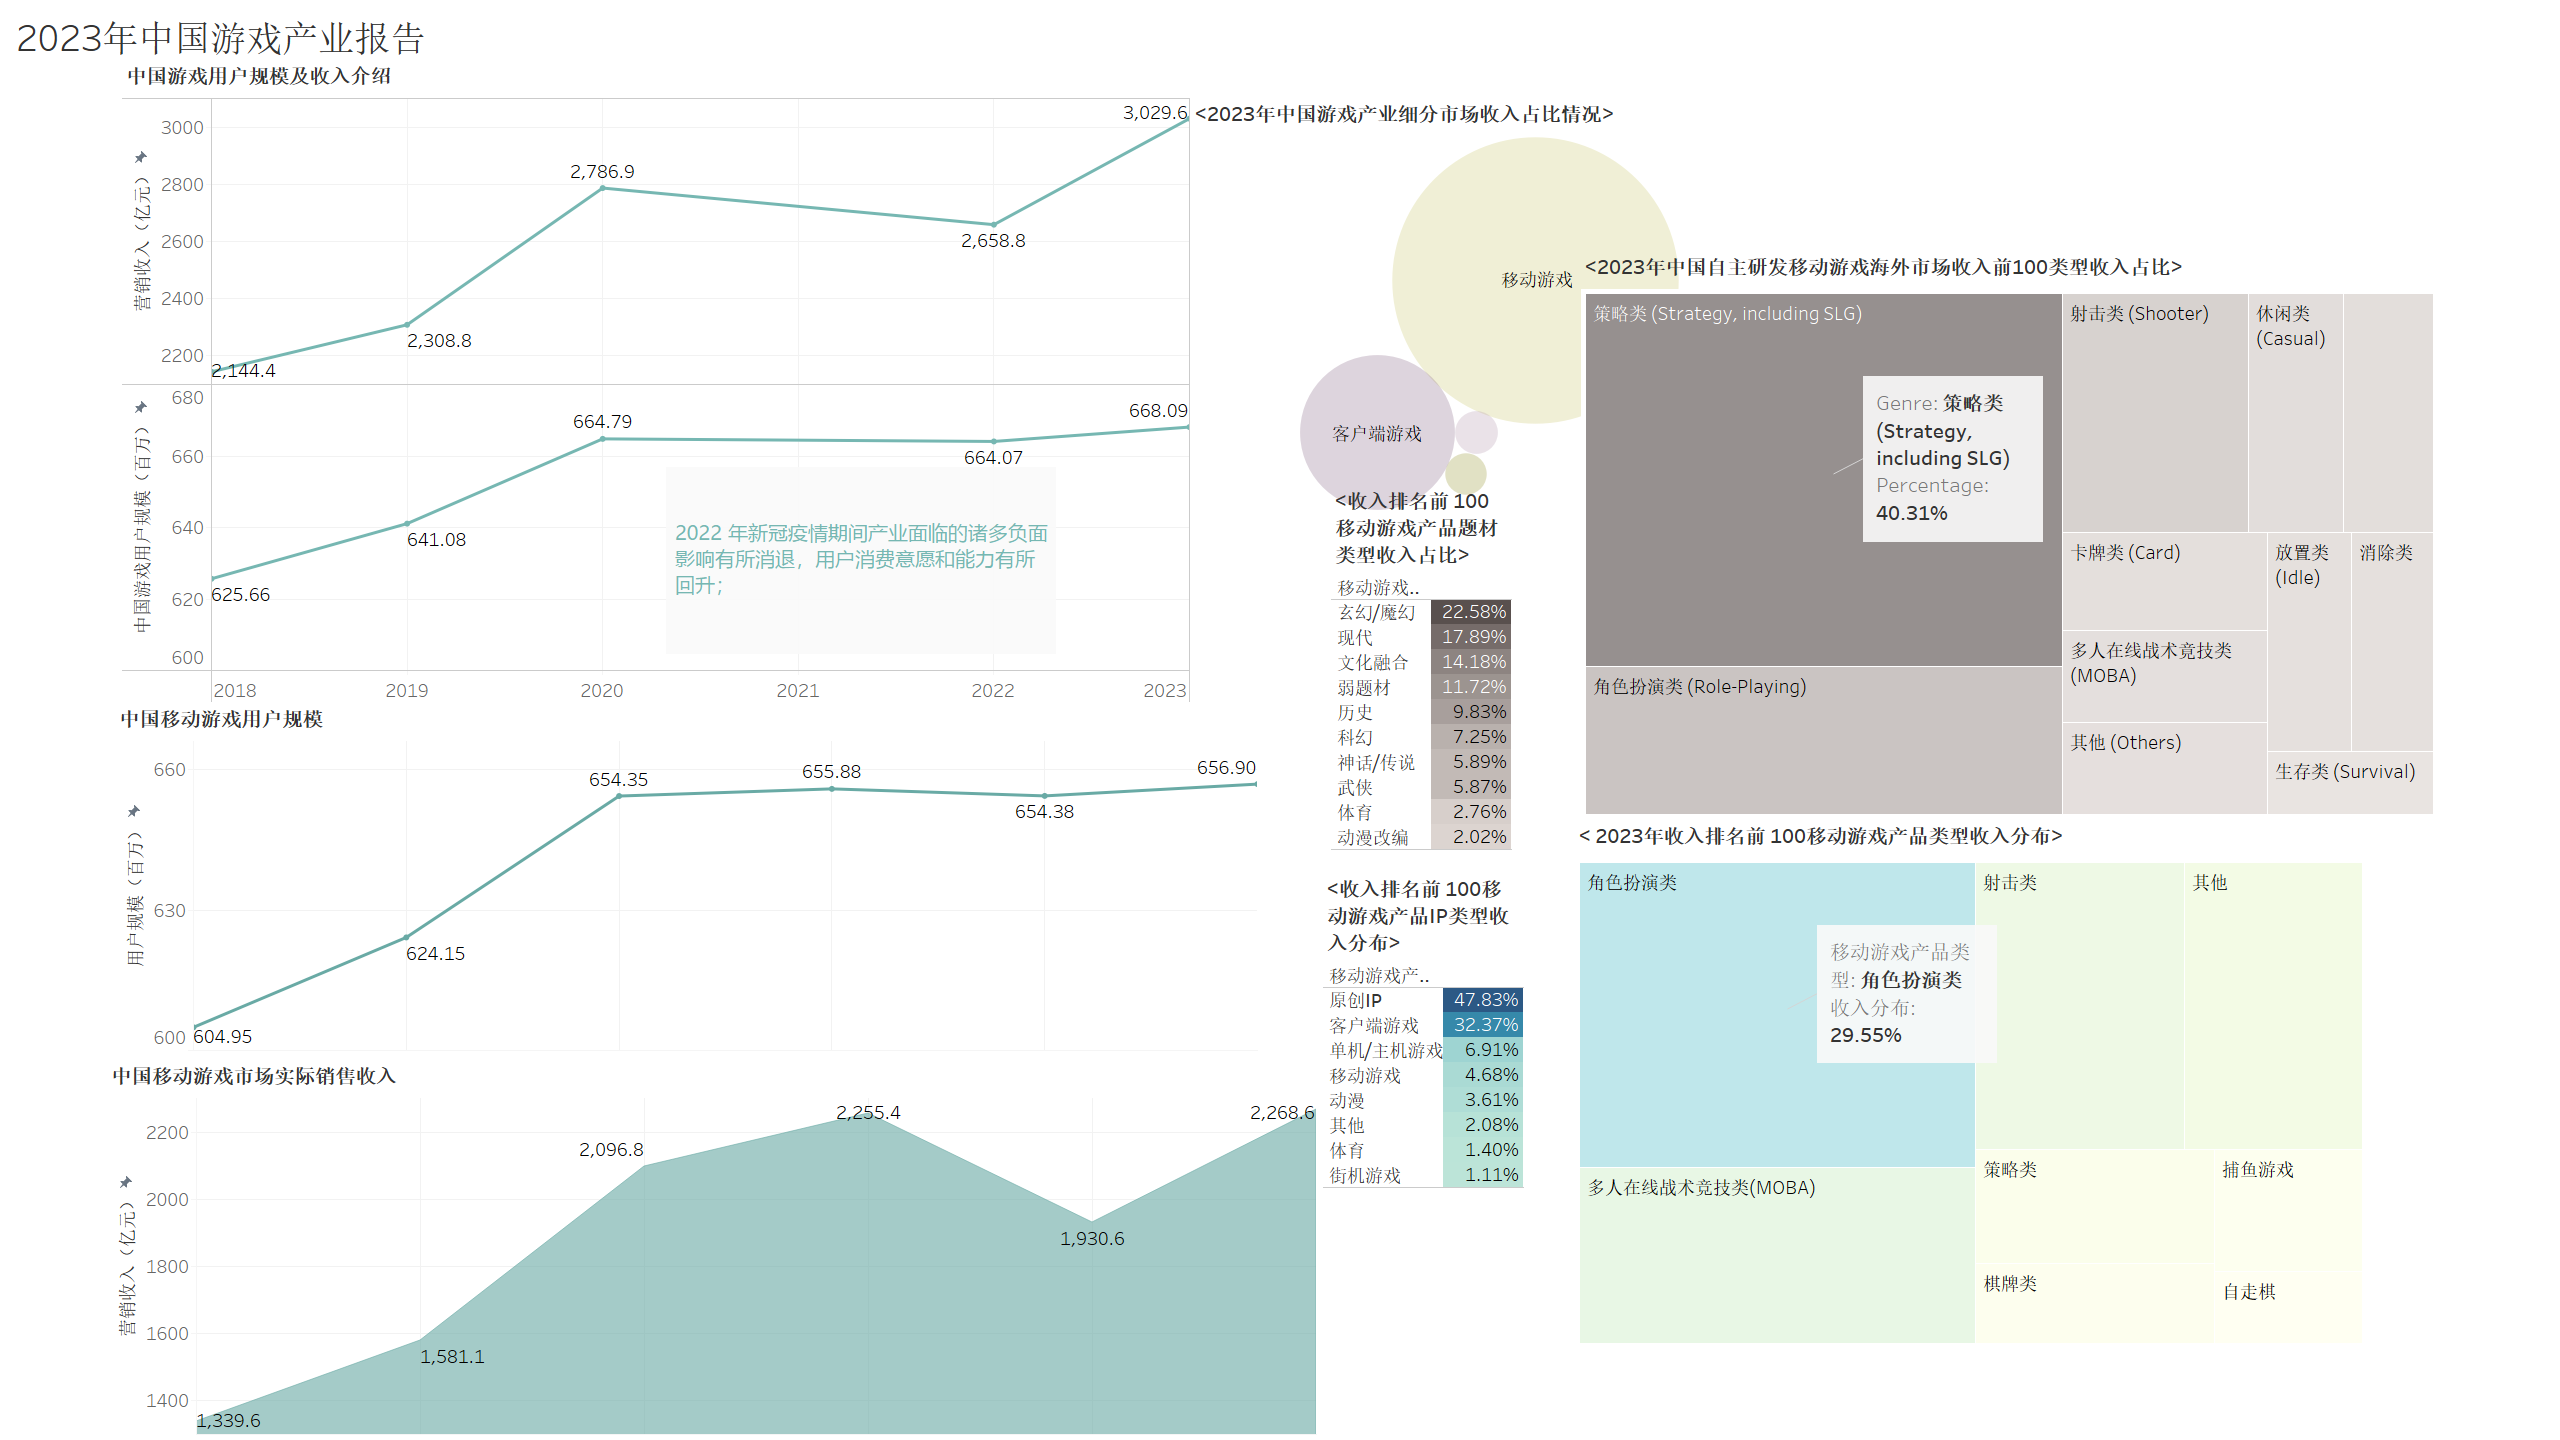 2023年中国游戏产业报告
中国游戏用户规模及收入介绍
营销收入（亿元）
3000
2800
2600
2400
2200
2,144.4
2,308.8
2,786.9
2,658.8
3,029.6
中国游戏用户规模（百万）
680
660
640
620
600
625.66
641.08
664.79
664.07
668.09
2022 年新冠疫情期间产业面临的诸多负面
影响有所消退，用户消费意愿和能力有所
回升；
2018
2019
2020
2021
2022
2023
中国移动游戏用户规模
用户规模（百万）
660
630
600
604.95
624.15
654.35
655.88
654.38
656.90
中国移动游戏市场实际销售收入
营销收入（亿元）
2200
2000
1800
1600
1400
1,339.6
1,581.1
2,096.8
2,255.4
1,930.6
2,268.6
<2023年中国游戏产业细分市场收入占比情况>
移动游戏
客户端游戏
<收入排名前 100
移动游戏产品题材
类型收入占比>
移动游戏..
玄幻/魔幻 22.58%
现代 17.89%
文化融合 14.18%
弱题材 11.72%
历史 9.83%
科幻 7.25%
神话/传说 5.89%
武侠 5.87%
体育 2.76%
动漫改编 2.02%
<收入排名前 100移
动游戏产品IP类型收
入分布>
移动游戏产..
原创IP 47.83%
客户端游戏 32.37%
单机/主机游戏 6.91%
移动游戏 4.68%
动漫 3.61%
其他 2.08%
体育 1.40%
街机游戏 1.11%
<2023年中国自主研发移动游戏海外市场收入前100类型收入占比>
策略类 (Strategy, including SLG)
Genre: 策略类
(Strategy,
including SLG)
Percentage:
40.31%
角色扮演类 (Role-Playing)
射击类 (Shooter)
休闲类
(Casual)
卡牌类 (Card)
多人在线战术竞技类
(MOBA)
其他 (Others)
放置类
(Idle)
消除类
生存类 (Survival)
< 2023年收入排名前 100移动游戏产品类型收入分布>
角色扮演类
移动游戏产品类
型: 角色扮演类
收入分布:
29.55%
多人在线战术竞技类(MOBA)
射击类
其他
策略类
捕鱼游戏
棋牌类
自走棋